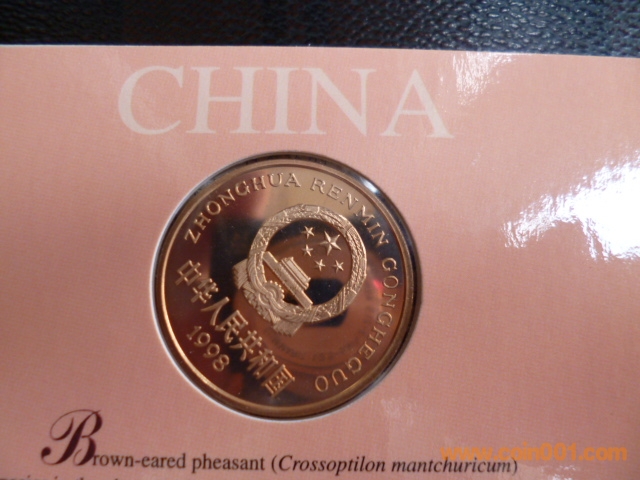 CHINA
ZHONGHUA RENMIN GONGHEGUO
中华人民共和国
1998
Brown-eared pheasant (Crossoptilon mantchuricum)
www.coin001.com